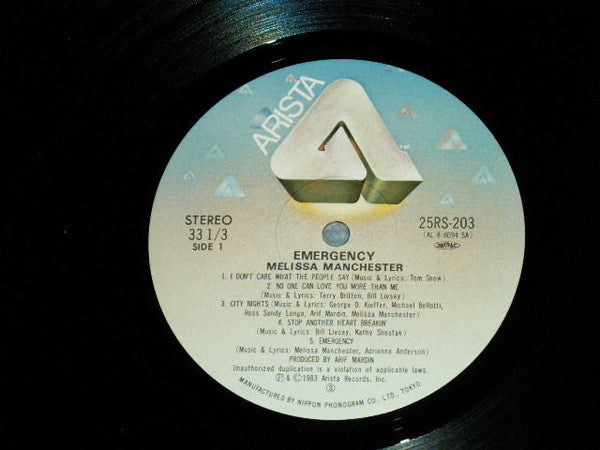 ARISTA
TM
STEREO
33 1/3
SIDE 1
25RS-203
(AL 8-8094 SA)
EMERGENCY
MELISSA MANCHESTER
1. I DON'T CARE WHAT THE PEOPLE SAY (Music & Lyrics: Tom Snow)
2. NO ONE CAN LOVE YOU MORE THAN ME
(Music & Lyrics: Terry Britten, Bill Livsey)
3. CITY NIGHTS (Music & Lyrics: George D. Kieffer, Michael Bellotti,
Ross Sandy Longo, Arif Mardin, Melissa Manchester)
4. STOP ANOTHER HEART BREAKIN'
(Music & Lyrics: Bill Livsey, Kathy Shostak)
5. EMERGENCY
(Music & Lyrics: Melissa Manchester, Adrienne Anderson)
PRODUCED BY ARIF MARDIN
Unauthorized duplication is a violation of applicable laws.
Ⓟ & ©1983 Arista Records, Inc.
Ⓢ
MANUFACTURED BY NIPPON PHONOGRAM CO., LTD., TOKYO